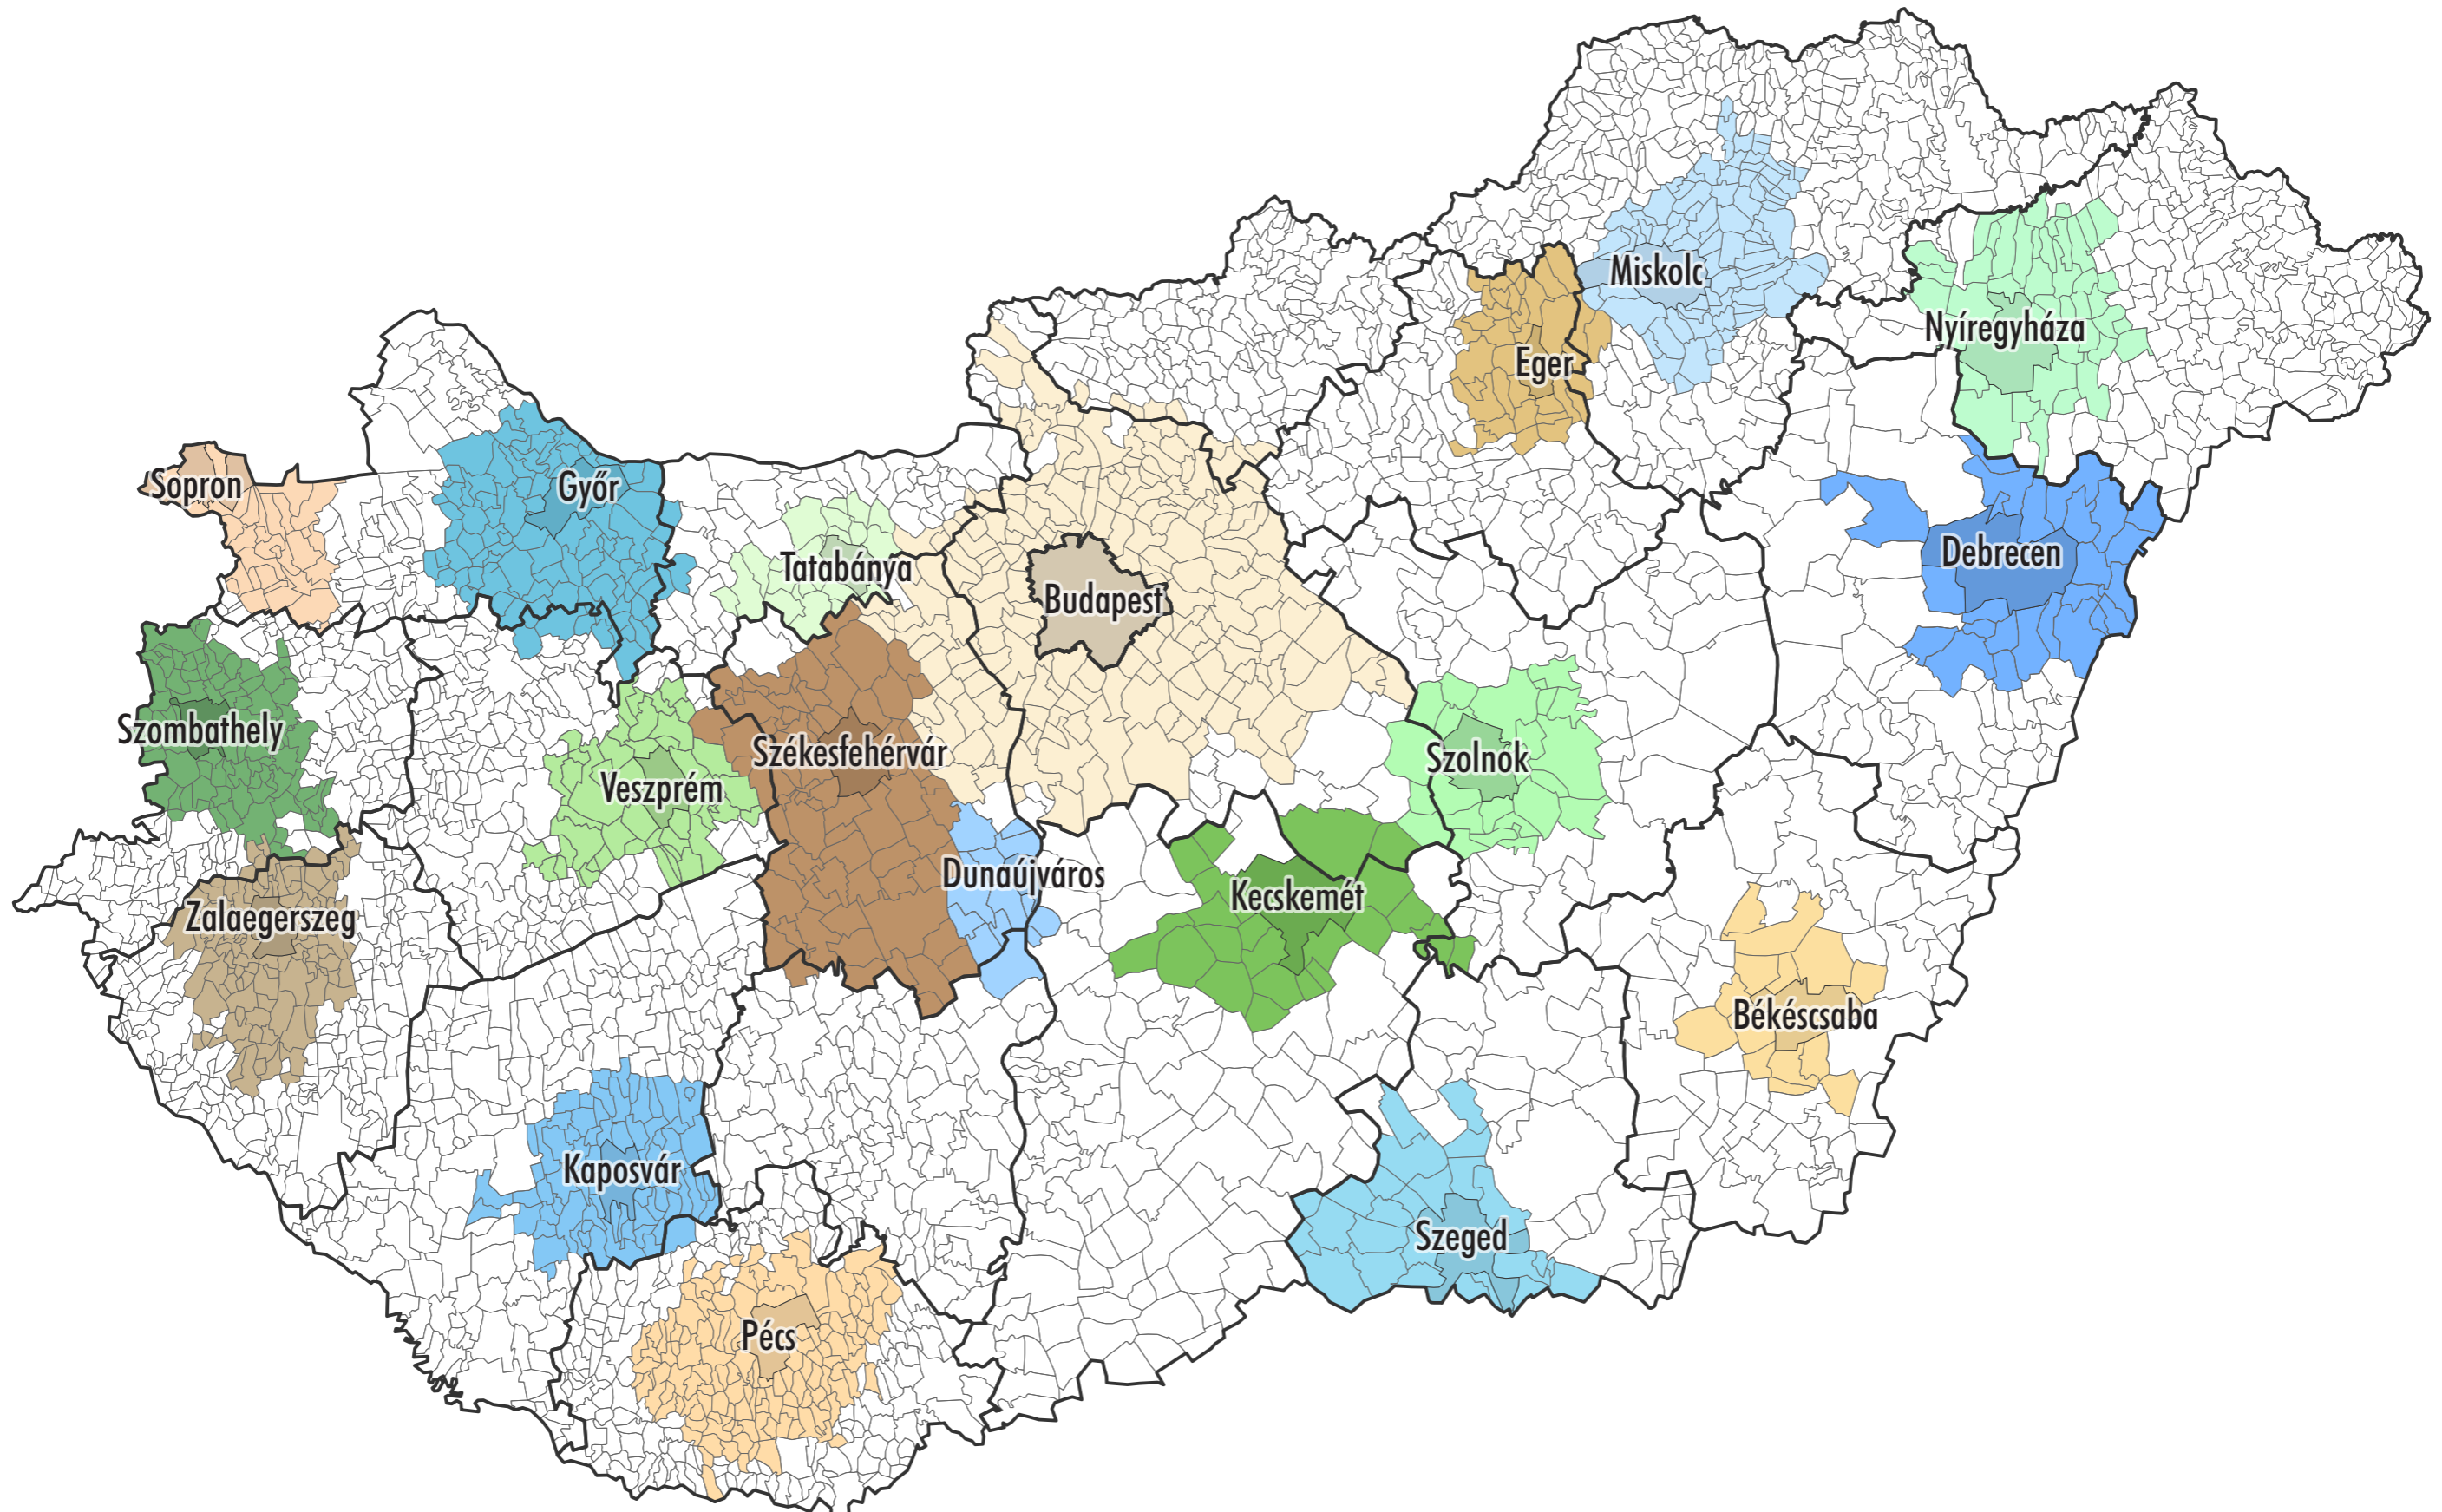 Miskolc
Nyíregyháza
Eger
Sopron
Győr
Debrecen
Tatabánya
Budapest
Szombathely
Székesfehérvár
Szolnok
Veszprém
Dunaújváros
Kecskemét
Zalaegerszeg
Békéscsaba
Kaposvár
Szeged
Pécs